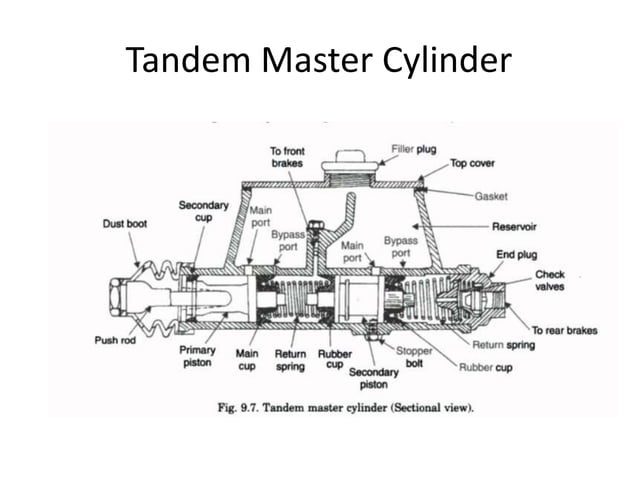 Tandem Master Cylinder
To front
brakes
Filler plug
Top cover
Gasket
Secondary
cup
Main
port
Dust boot
Bypass
port
Main
port
Bypass
port
Reservoir
End plug
Check
valves
Push rod
Primary
piston
Main
cup
Return
spring
Rubber
cup
Secondary
piston
Stopper
bolt
Rubber cup
Return spring
To rear brakes
Fig. 9.7. Tandem master cylinder (Sectional view).